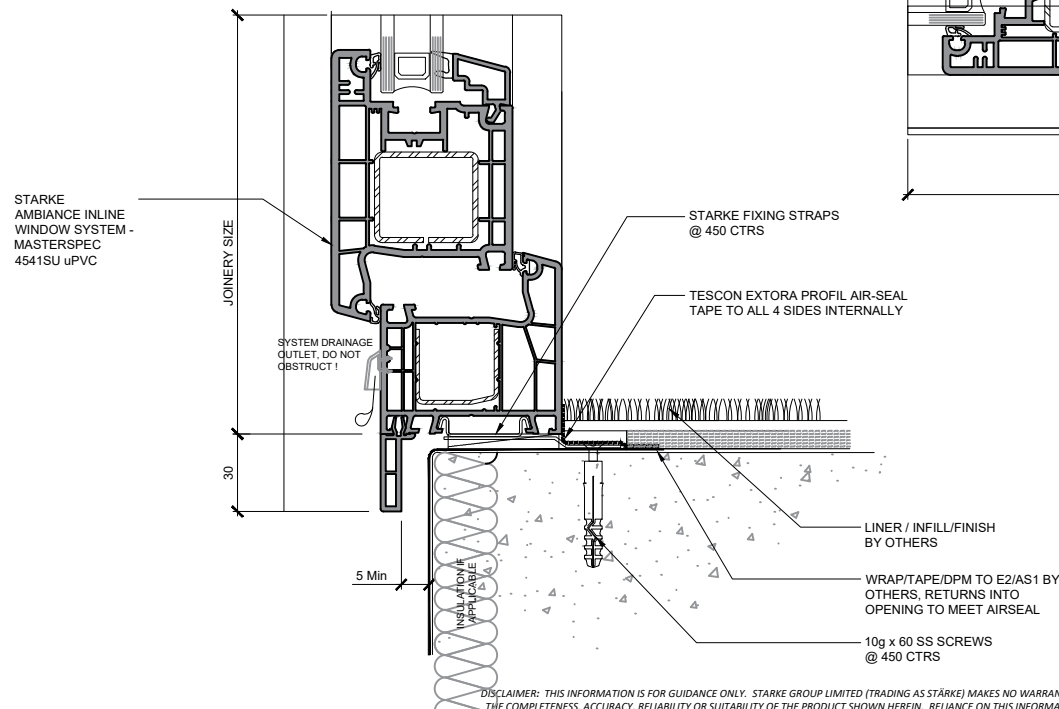 STARKE
AMBIANCE INLINE
WINDOW SYSTEM -
MASTERSPEC
4541SU uPVC
JOINERY SIZE
SYSTEM DRAINAGE
OUTLET, DO NOT
OBSTRUCT !
30
5 Min
INSULATION IF
APPLICABLE
STARKE FIXING STRAPS
@ 450 CTRS
TESCON EXTORA PROFIL AIR-SEAL
TAPE TO ALL 4 SIDES INTERNALLY
LINER / INFILL/FINISH
BY OTHERS
WRAP/TAPE/DPM TO E2/AS1 BY
OTHERS, RETURNS INTO
OPENING TO MEET AIRSEAL
10g x 60 SS SCREWS
@ 450 CTRS
DISCLAIMER: THIS INFORMATION IS FOR GUIDANCE ONLY. STARKE GROUP LIMITED (TRADING AS STÄRKE) MAKES NO WARRAN
THE COMPLETENESS, ACCURACY, RELIABILITY OR SUITABILITY OF THE PRODUCT SHOWN HEREIN. RELIANCE ON THIS INFORMA